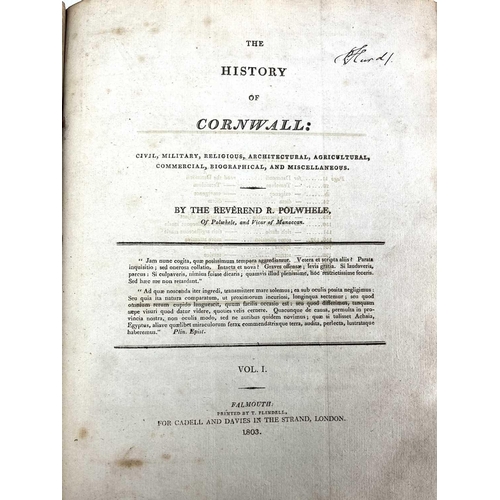 THE
HISTORY
OF
CORNWALL:
CIVIL, MILITARY, RELIGIOUS, ARCHITECTURAL, AGRICULTURAL,
COMMERCIAL, BIOGRAPHICAL, AND MISCELLANEOUS.
BY THE REVEREND R. POLWHELE,
Of Polwhele, and Vicar of Manaccan.
" Jam nunc cogita, quæ potissimum tempora aggrediamur. Vetera et scripta aliis? Parata
inquisitio; sed onerosa collatio. Intacta et nova? Graves offensæ; levis gratia. Si laudaveris,
parcus: Si culpaveris, nimius fuisse dicaris; quamvis illud plenissime, hoc restrictissime feceris.
Sed hæc me non retardant."
" Ad quæ noscenda iter ingredi, transmittere mare solemus; ea sub oculis posita negligimus:
Seu quia ita natura comparatum, ut proximorum incuriosi, longinqua sectemur; seu quod
omnium rerum cupido languescit, quum facilis occasio est; seu quod differimus, tanquam
sæpe visuri quod datur videre, quoties velis cernere. Quacunque de causa, permulta in pro-
vincia nostra, non oculis modo, sed ne auribus quidem novimus; quæ si tulisset Achaia,
Egyptus, aliave quælibet miraculorum ferax commendatrixque terra, audita, perlecta, lustrataque
haberemus." Plin. Epist.
VOL. I.
FALMOUTH:
PRINTED BY T. FLINDELL,
FOR CADELL AND DAVIES IN THE STRAND, LONDON.
1803.